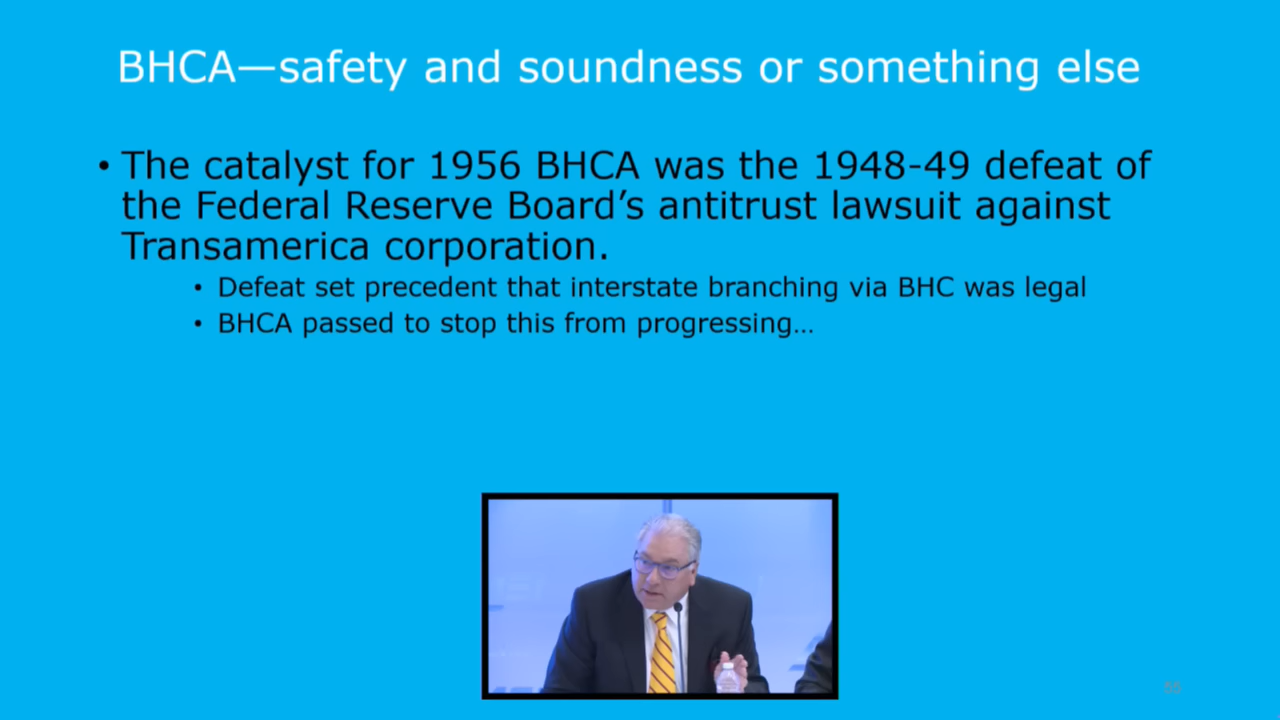 BHCA—safety and soundness or something else
• The catalyst for 1956 BHCA was the 1948-49 defeat of
the Federal Reserve Board’s antitrust lawsuit against
Transamerica corporation.
• Defeat set precedent that interstate branching via BHC was legal
• BHCA passed to stop this from progressing…